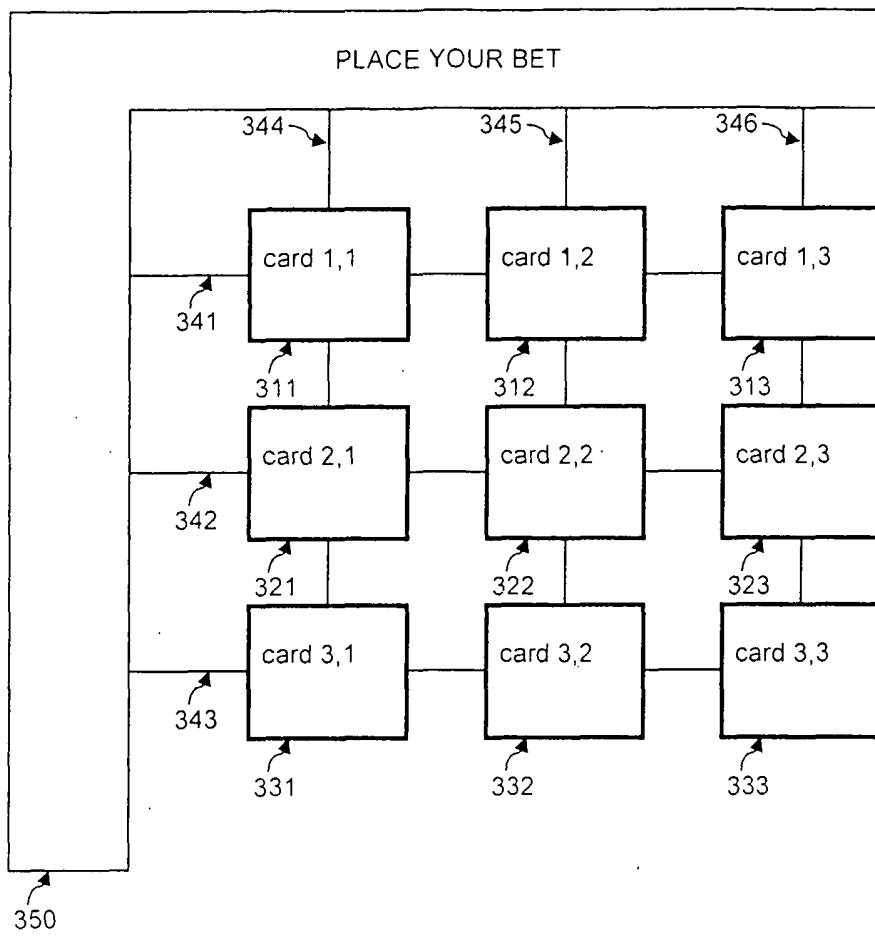 PLACE YOUR BET
344 345 346
card 1,1 card 1,2 card 1,3
341
311 312 313
card 2,1 card 2,2 card 2,3
342
321 322 323
card 3,1 card 3,2 card 3,3
343
331 332 333
350